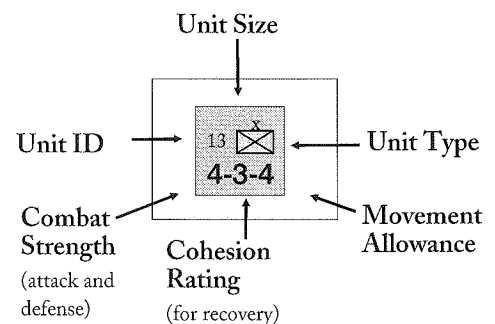 Unit Size
x
13
4-3-4
Unit ID
Unit Type
Combat
Strength
(attack and
defense)
Cohesion
Rating
(for recovery)
Movement
Allowance